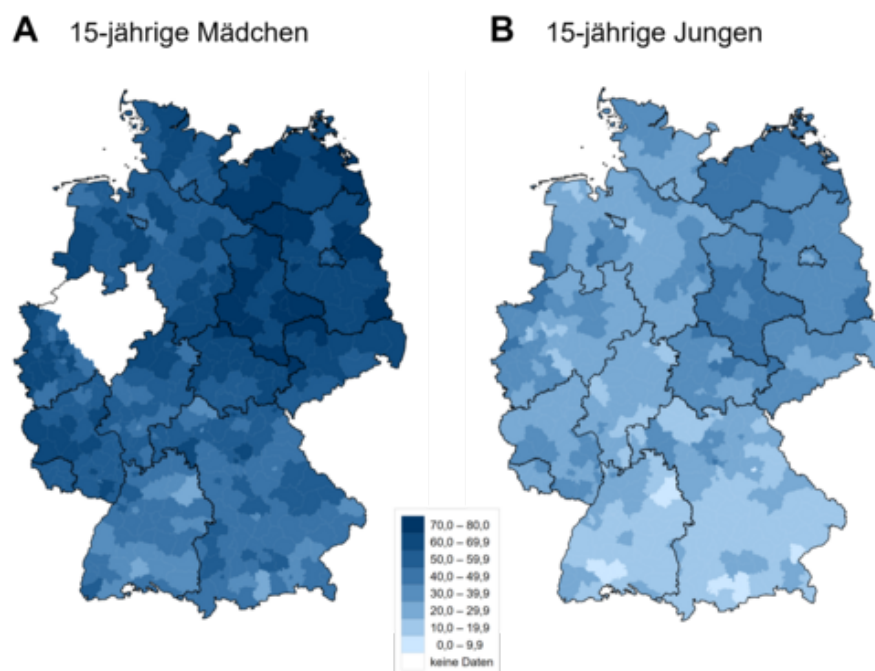 A 15-jährige Mädchen
B 15-jährige Jungen
70,0 – 80,0
60,0 – 69,9
50,0 – 59,9
40,0 – 49,9
30,0 – 39,9
20,0 – 29,9
10,0 – 19,9
0,0 – 9,9
keine Daten